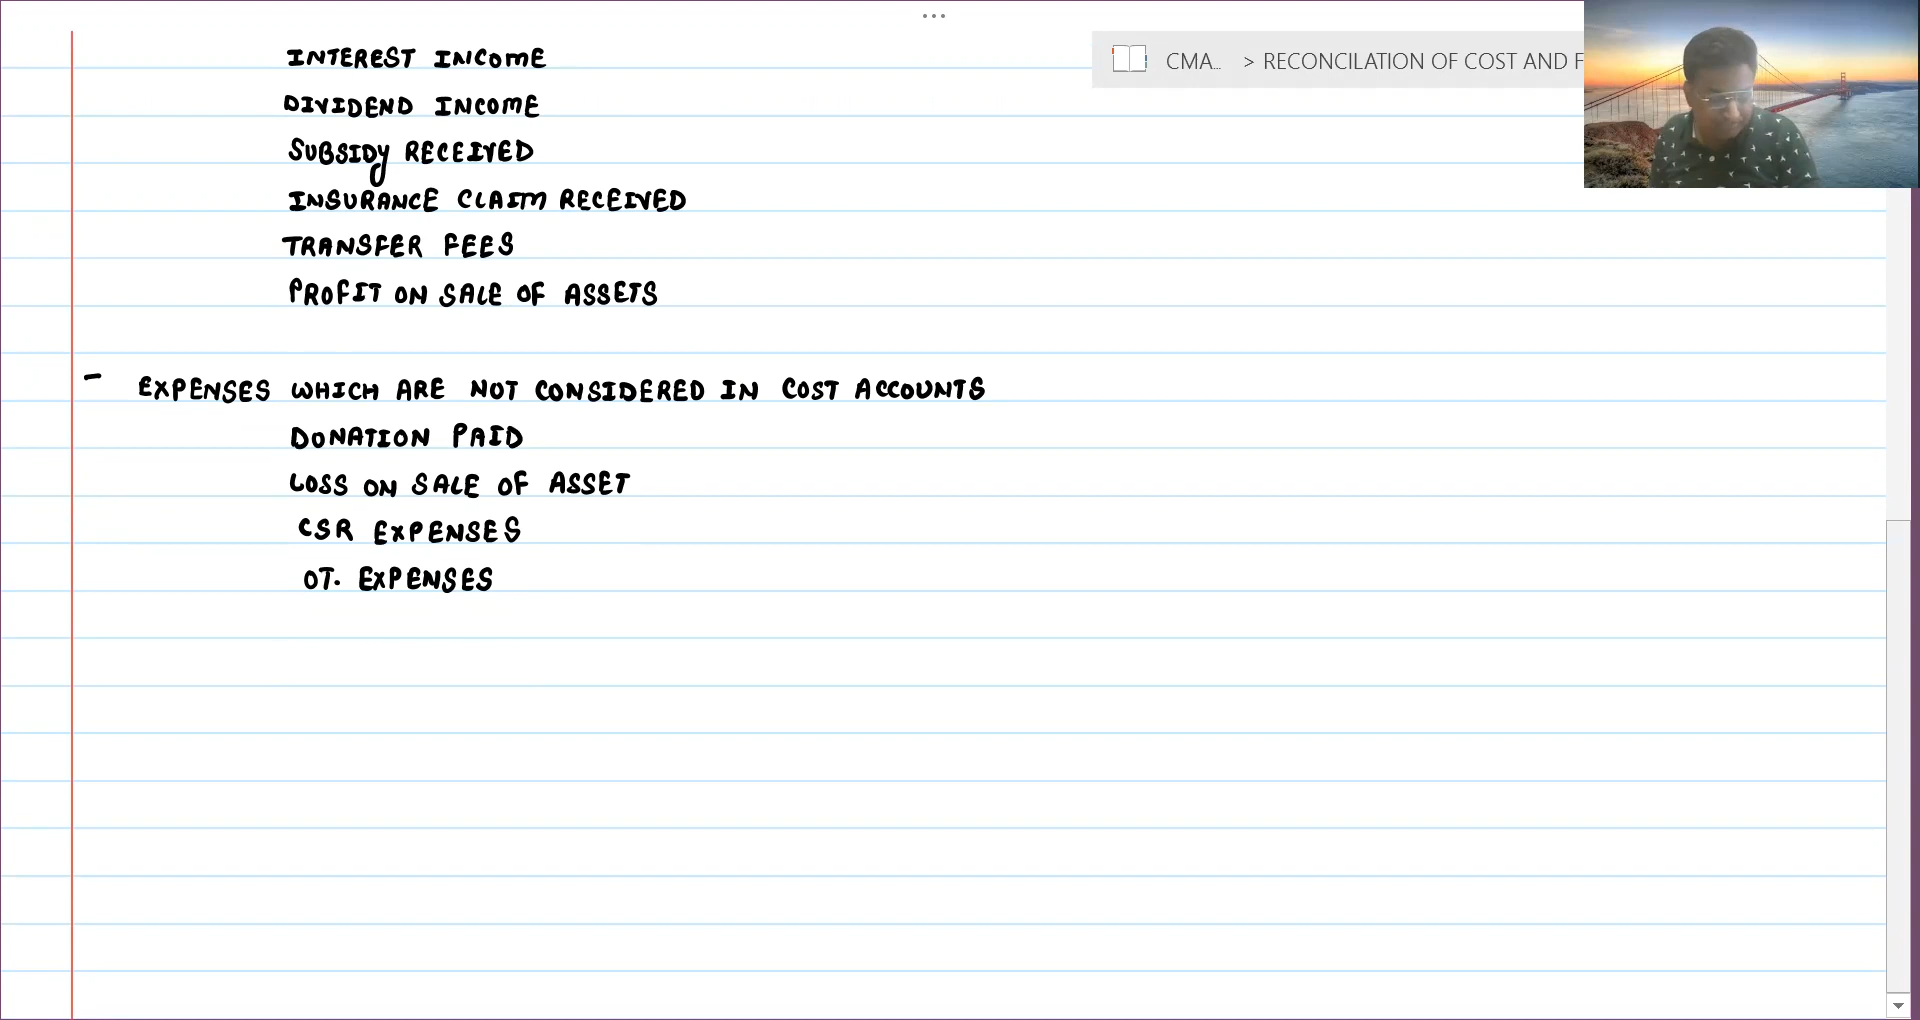 INTEREST INCOME
CMA... > RECONCILATION OF COST AND F
DIVIDEND INCOME
SUBSIDY RECEIVED
INSURANCE CLAIM RECEIVED
TRANSFER FEES
PROFIT ON SALE OF ASSETS
- EXPENSES WHICH ARE NOT CONSIDERED IN COST ACCOUNTS
DONATION PAID
LOSS ON SALE OF ASSET
CSR EXPENSES
OT. EXPENSES